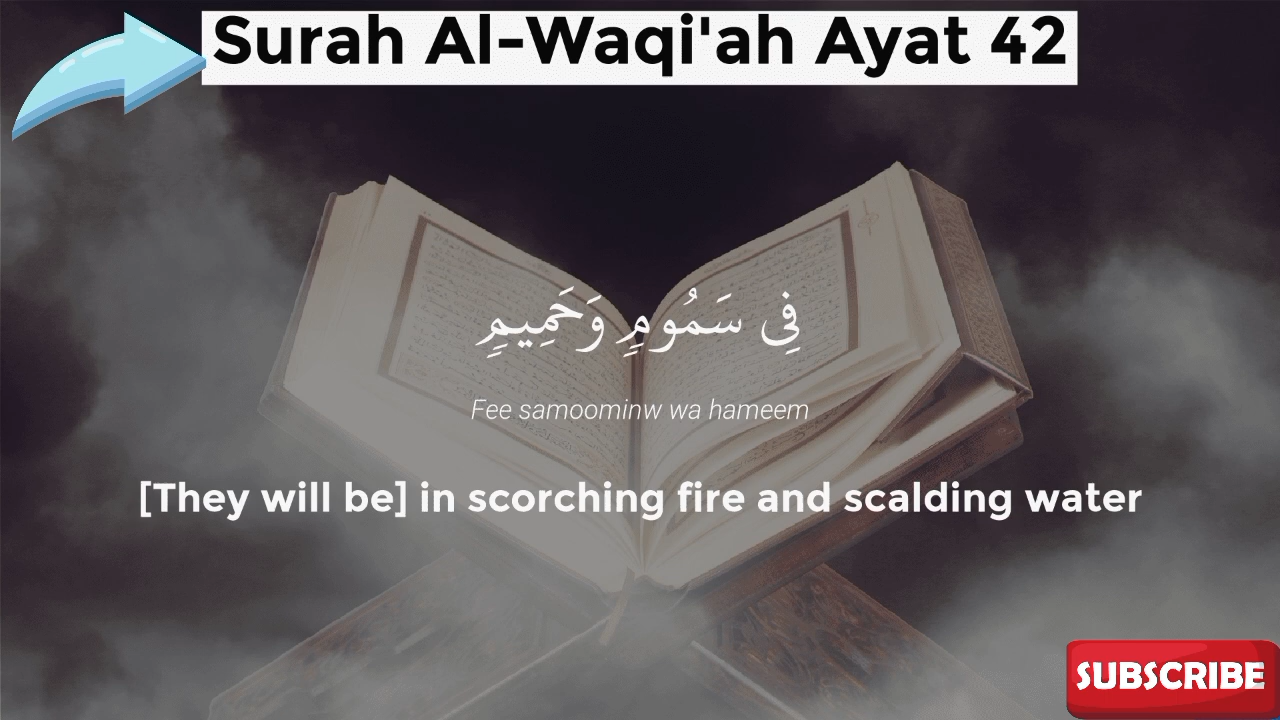 Surah Al-Waqi'ah Ayat 42
فِي سَمُومٍ وَحَمِيمٍ
Fee samoominw wa hameem
[They will be] in scorching fire and scalding water
SUBSCRIBE